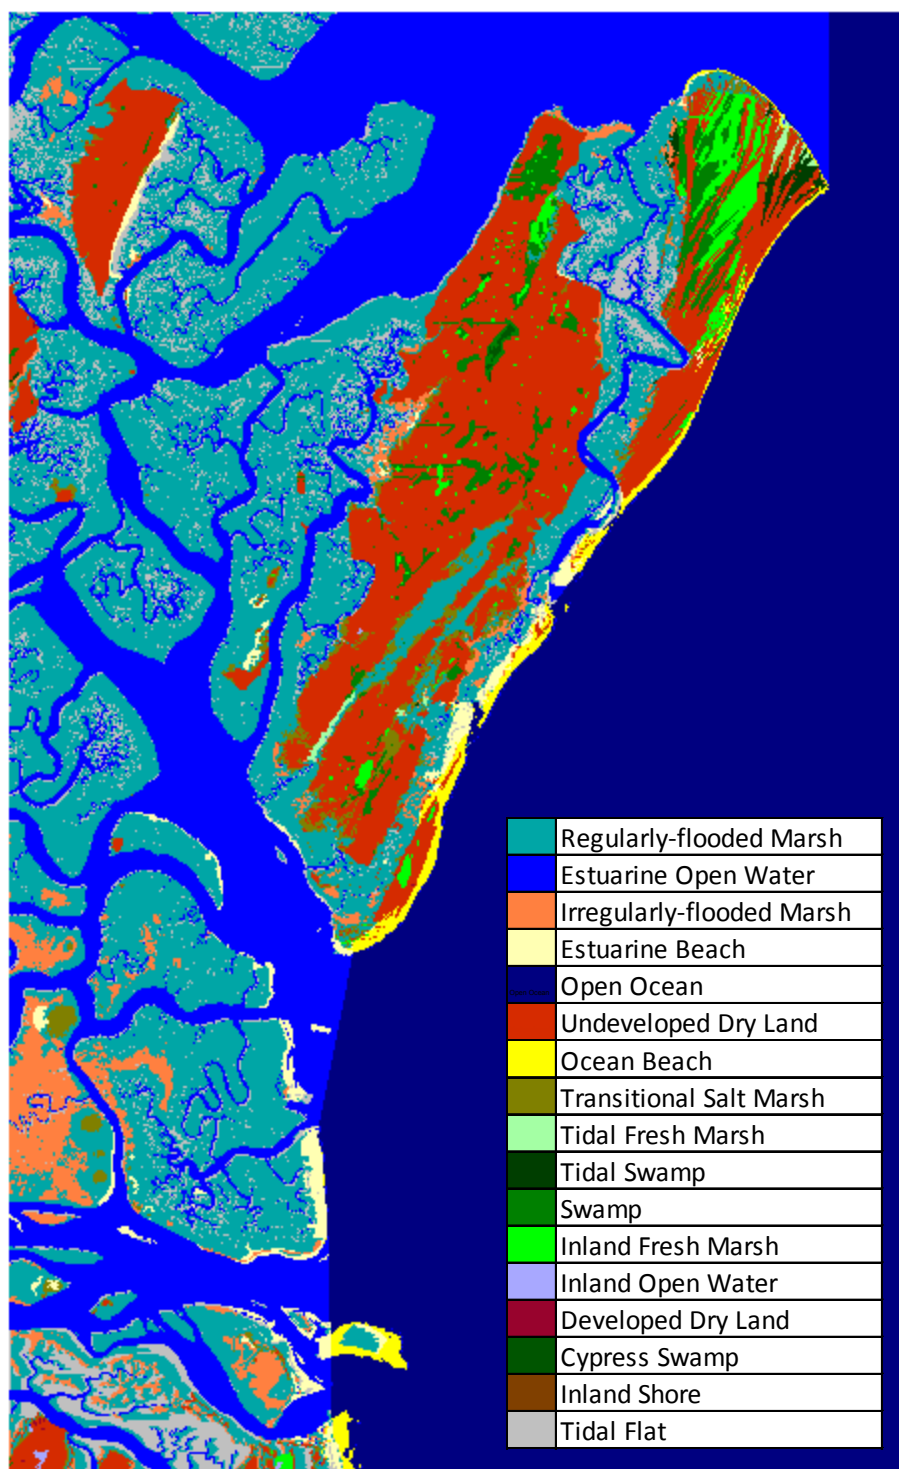 Regularly-flooded Marsh
Estuarine Open Water
Irregularly-flooded Marsh
Estuarine Beach
Open Ocean
Undeveloped Dry Land
Ocean Beach
Transitional Salt Marsh
Tidal Fresh Marsh
Tidal Swamp
Swamp
Inland Fresh Marsh
Inland Open Water
Developed Dry Land
Cypress Swamp
Inland Shore
Tidal Flat